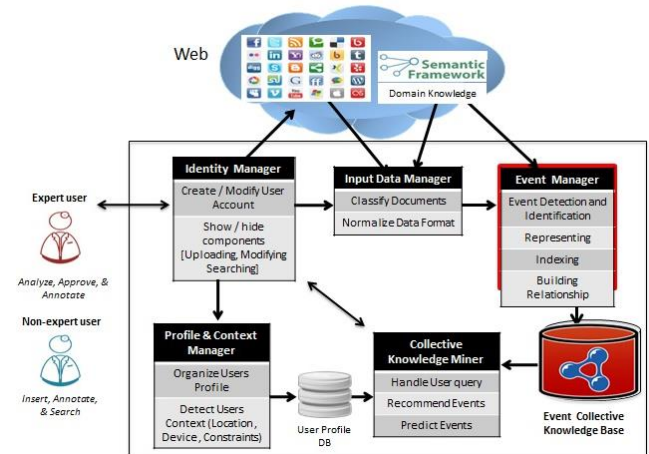 Web
Semantic
Framework
Domain Knowledge
Identity Manager
Create / Modify User
Account
Show / hide
components
[Uploading, Modifying
Searching]
Input Data Manager
Classify Documents
Normalize Data Format
Event Manager
Event Detection and
Identification
Representing
Indexing
Building
Relationship
Expert user
Analyze, Approve, &
Annotate
Non-expert user
Insert, Annotate,
& Search
Profile & Context
Manager
Organize Users
Profile
Detect Users
Context (Location,
Device, Constraints)
User Profile
DB
Collective
Knowledge Miner
Handle User query
Recommend Events
Predict Events
Event Collective
Knowledge Base